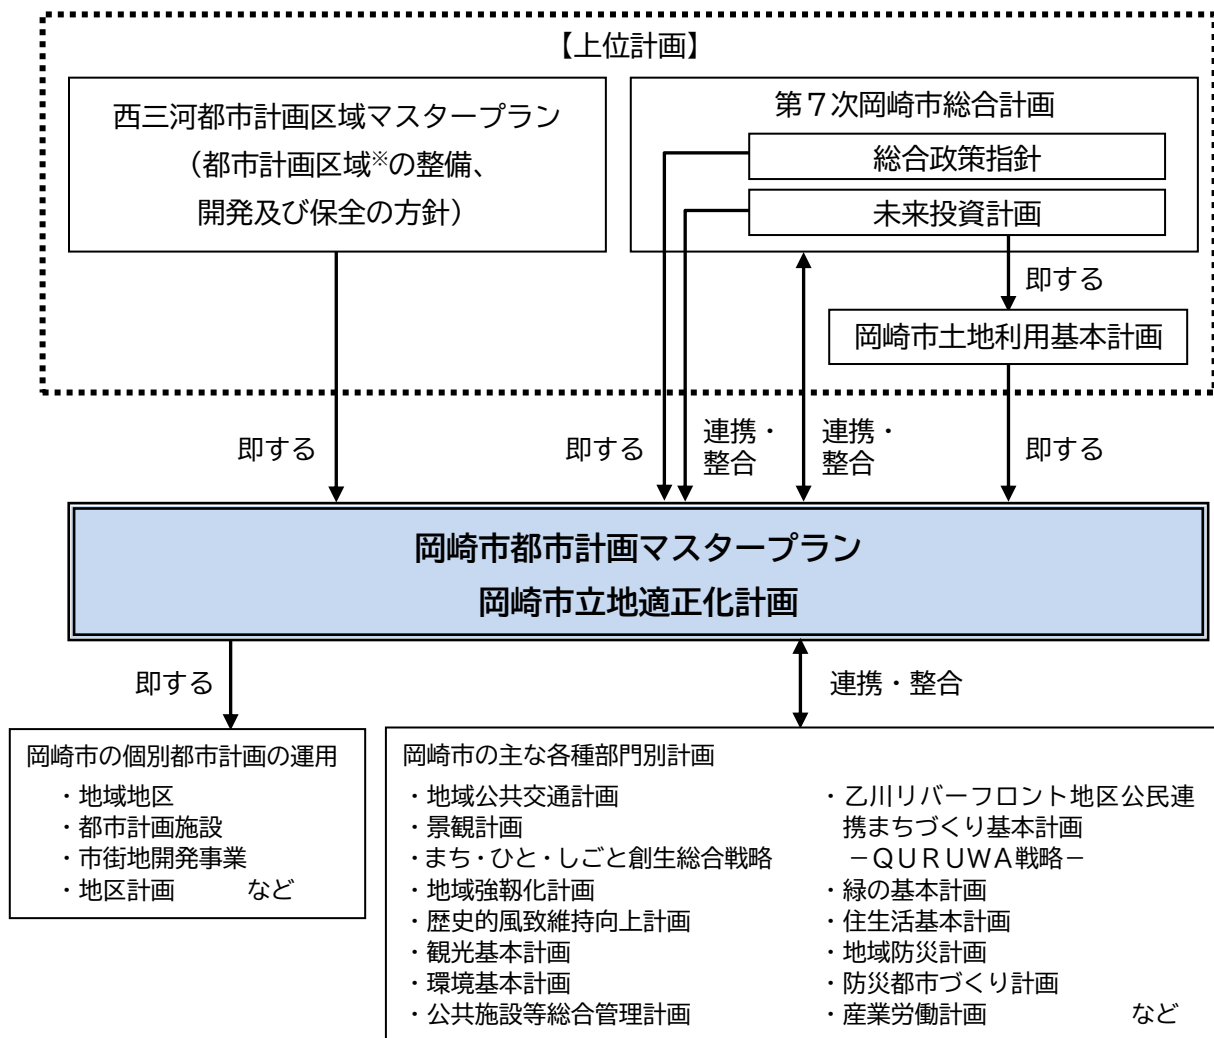 【上位計画】
西三河都市計画区域マスタープラン
（都市計画区域※の整備、
開発及び保全の方針）
第７次岡崎市総合計画
総合政策指針
未来投資計画
即する
岡崎市土地利用基本計画
即する
即する
連携・
整合
連携・
整合
即する
岡崎市都市計画マスタープラン
岡崎市立地適正化計画
即する
連携・整合
岡崎市の個別都市計画の運用
・地域地区
・都市計画施設
・市街地開発事業
・地区計画　　　など
岡崎市の主な各種部門別計画
・地域公共交通計画
・景観計画
・まち・ひと・しごと創生総合戦略
・地域強靱化計画
・歴史的風致維持向上計画
・観光基本計画
・環境基本計画
・公共施設等総合管理計画
・乙川リバーフロント地区公民連
携まちづくり基本計画
－ＱＵＲＵＷＡ戦略－
・緑の基本計画
・住生活基本計画
・地域防災計画
・防災都市づくり計画
・産業労働計画　　　　　　など